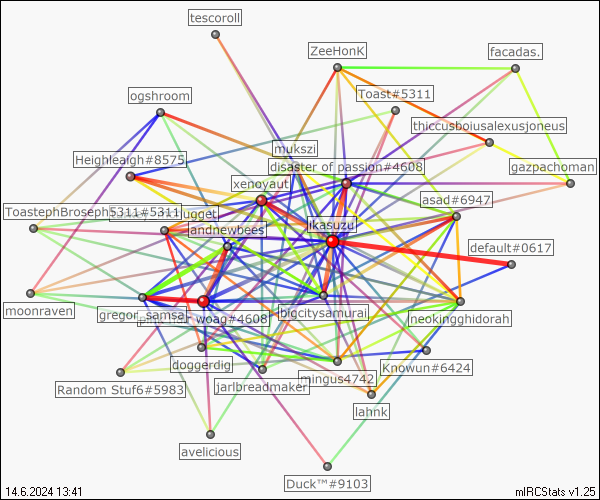 tescoroll
ZeeHonK
facadas.
Toast#5311
ogshroom
thiccusboiusalexusjoneus
mukszi
Heighleaigh#8575
disaster of passion#4608
gazpachoman
xenoyaut
asad#6947
ToastephBroseph5311#5311
nugget
ikasuzu
andnewbees
default#0617
moonraven
gregor_samsa
woag#4608
bigcitysamurai
neokingghidorah
doggerdig
Knowun#6424
mingus4742
Random Stuf6#5983
jarlbreadmaker
lahnk
avelicious
Duck™#9103
14.6.2024 13:41
mIRCStats v1.25